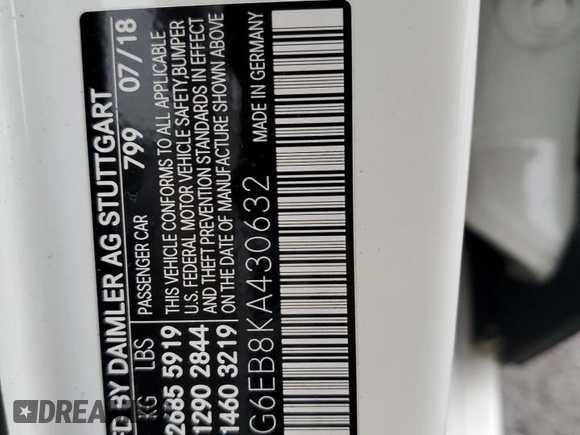 FD BY DAIMLER AG STUTTGART
PASSENGER CAR 799 07/18
KG LBS
2685 5919
1290 2844
1460 3219
THIS VEHICLE CONFORMS TO ALL APPLICABLE
U.S. FEDERAL MOTOR VEHICLE SAFETY, BUMPER
AND THEFT PREVENTION STANDARDS IN EFFECT
ON THE DATE OF MANUFACTURE SHOWN ABOVE
G6EB8KA430632
MADE IN GERMANY